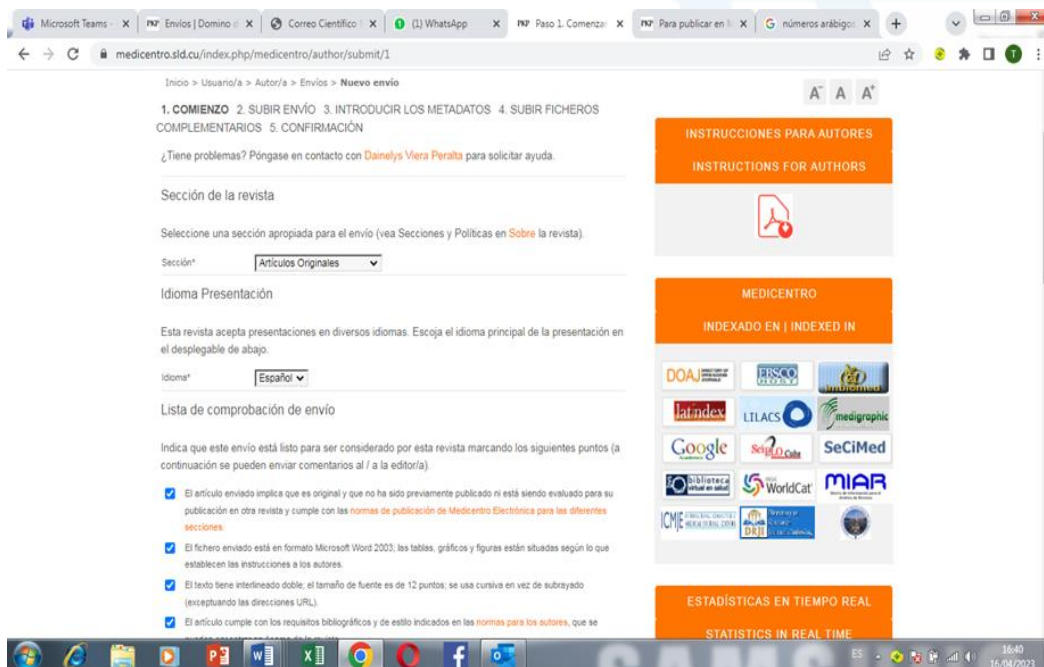 Microsoft Teams -
Envíos | Domino d
Correo Científico
(1) WhatsApp
Paso 1. Comenza
Para publicar en
números arábigos
medicentro.sld.cu/index.php/medicentro/author/submit/1
Inicio > Usuario/a > Autor/a > Envíos > Nuevo envío
1. COMIENZO 2. SUBIR ENVÍO 3. INTRODUCIR LOS METADATOS 4. SUBIR FICHEROS
COMPLEMENTARIOS 5. CONFIRMACIÓN
¿Tiene problemas? Póngase en contacto con Dainelys Viera Peralta para solicitar ayuda.
Sección de la revista
Seleccione una sección apropiada para el envío (vea Secciones y Políticas en Sobre la revista).
Sección* Artículos Originales
Idioma Presentación
Esta revista acepta presentaciones en diversos idiomas. Escoja el idioma principal de la presentación en
el desplegable de abajo.
Idioma* Español
Lista de comprobación de envío
Indica que este envío está listo para ser considerado por esta revista marcando los siguientes puntos (a
continuación se pueden enviar comentarios al / a la editor/a).
El artículo enviado implica que es original y que no ha sido previamente publicado ni está siendo evaluado para su
publicación en otra revista y cumple con las normas de publicación de Medicentro Electrónica para las diferentes
secciones.
El fichero enviado está en formato Microsoft Word 2003; las tablas, gráficos y figuras están situadas según lo que
establecen las instrucciones a los autores.
El texto tiene interlineado doble; el tamaño de fuente es de 12 puntos; se usa cursiva en vez de subrayado
(exceptuando las direcciones URL).
El artículo cumple con los requisitos bibliográficos y de estilo indicados en las normas para los autores, que se
A- A A+
INSTRUCCIONES PARA AUTORES
INSTRUCTIONS FOR AUTHORS
MEDICENTRO
INDEXADO EN | INDEXED IN
DOAJ EBSCO HOST imbiomed
latindex LILACS medigraphic
Google SciELO Cuba SeCiMed
biblioteca virtual en salud WorldCat MIAR
ICMJE DRJI
ESTADÍSTICAS EN TIEMPO REAL
STATISTICS IN REAL TIME
ES 16:40
16/04/2023